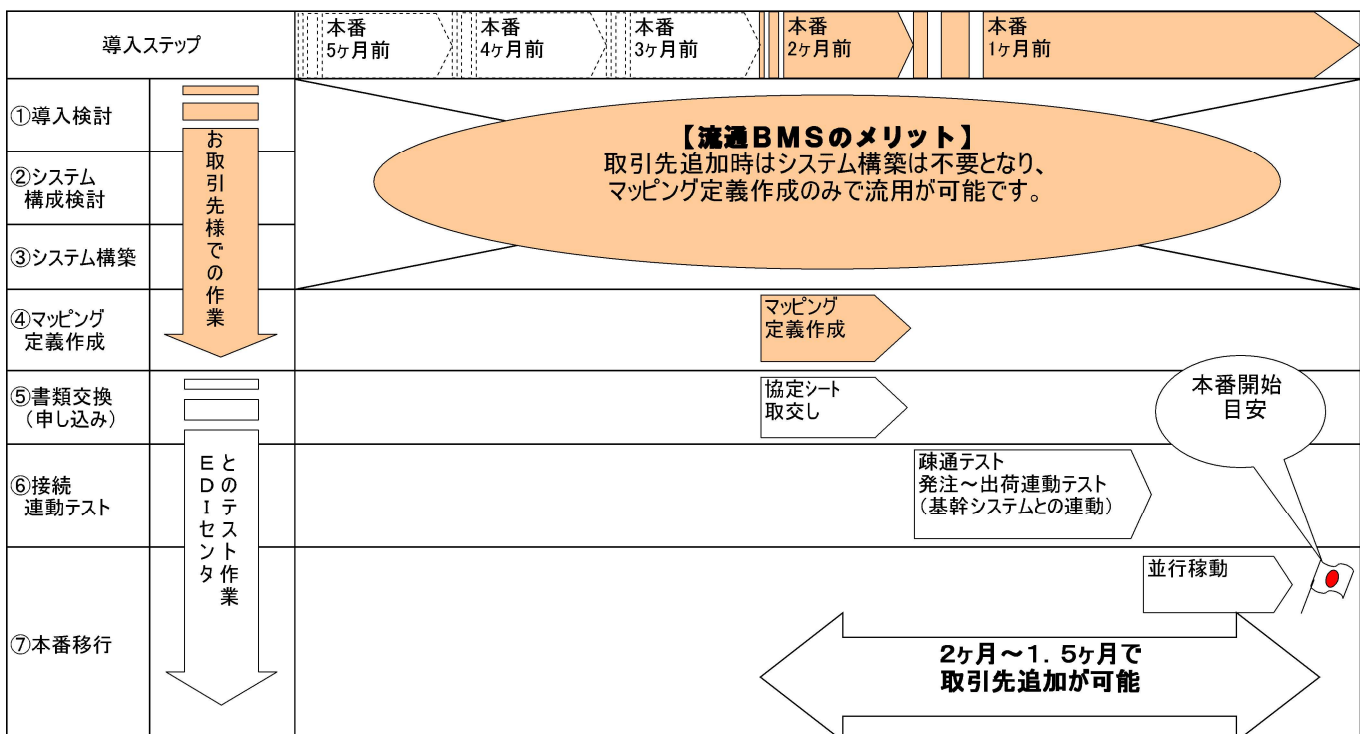 導入ステップ
本番
5ヶ月前
本番
4ヶ月前
本番
3ヶ月前
本番
2ヶ月前
本番
1ヶ月前
①導入検討
②システム
構成検討
③システム構築
④マッピング
定義作成
⑤書類交換
(申し込み)
⑥接続
連動テスト
⑦本番移行
お取引先様での作業
とのテスト作業
EDIセンタ
【流通BMSのメリット】
取引先追加時はシステム構築は不要となり、
マッピング定義作成のみで流用が可能です。
マッピング
定義作成
協定シート
取交し
疎通テスト
発注~出荷連動テスト
(基幹システムとの連動)
本番開始
目安
並行稼動
2ヶ月~1.5ヶ月で
取引先追加が可能